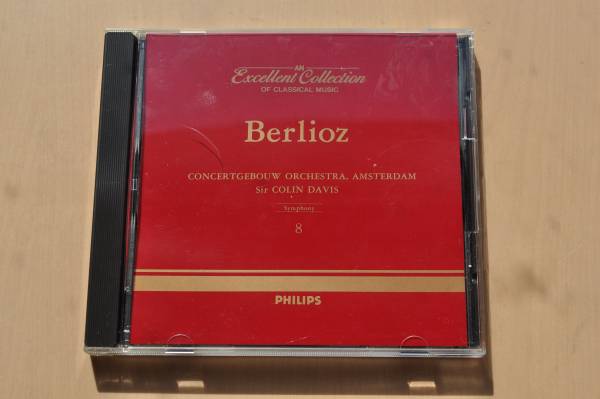 AN
Excellent Collection
OF CLASSICAL MUSIC
Berlioz
CONCERTGEBOUW ORCHESTRA, AMSTERDAM
Sir COLIN DAVIS
Symphony
8
PHILIPS